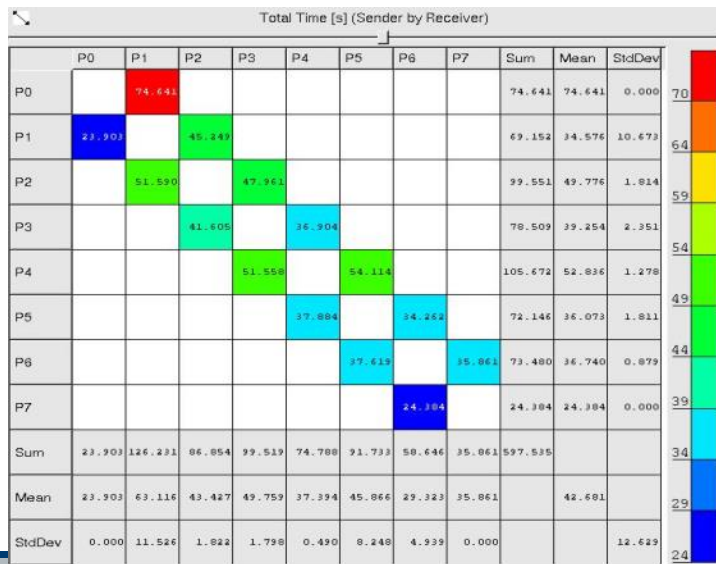 Total Time [s] (Sender by Receiver)
P0 P1 P2 P3 P4 P5 P6 P7 Sum Mean StdDev
P0 74.641 74.641 74.641 0.000
P1 23.903 45.249 69.152 34.576 10.673
P2 51.590 47.961 99.551 49.776 1.814
P3 41.605 36.904 78.509 39.254 2.351
P4 51.558 54.114 105.672 52.836 1.278
P5 37.884 34.262 72.146 36.073 1.811
P6 37.619 35.861 73.480 36.740 0.879
P7 24.384 24.384 24.384 0.000
Sum 23.903 126.231 86.854 99.519 74.788 91.733 58.646 35.861 597.535
Mean 23.903 63.116 43.427 49.759 37.394 45.866 29.323 35.861 42.681
StdDev 0.000 11.526 1.822 1.798 0.490 8.248 4.939 0.000 12.629
70
64
59
54
49
44
39
34
29
24